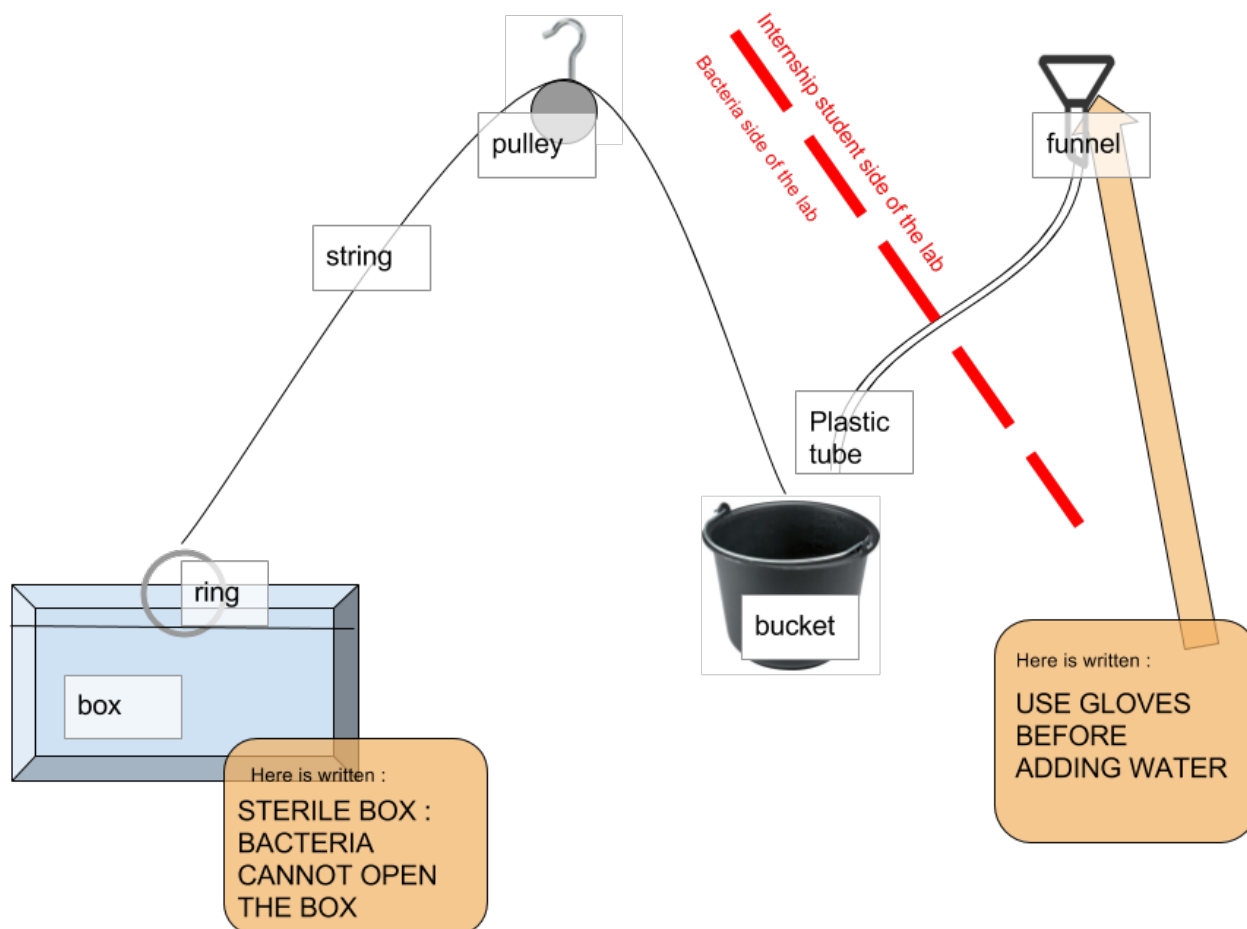 pulley
string
Internship student side of the lab
Bacteria side of the lab
funnel
Plastic
tube
ring
bucket
box
Here is written :
STERILE BOX :
BACTERIA
CANNOT OPEN
THE BOX
Here is written :
USE GLOVES
BEFORE
ADDING WATER